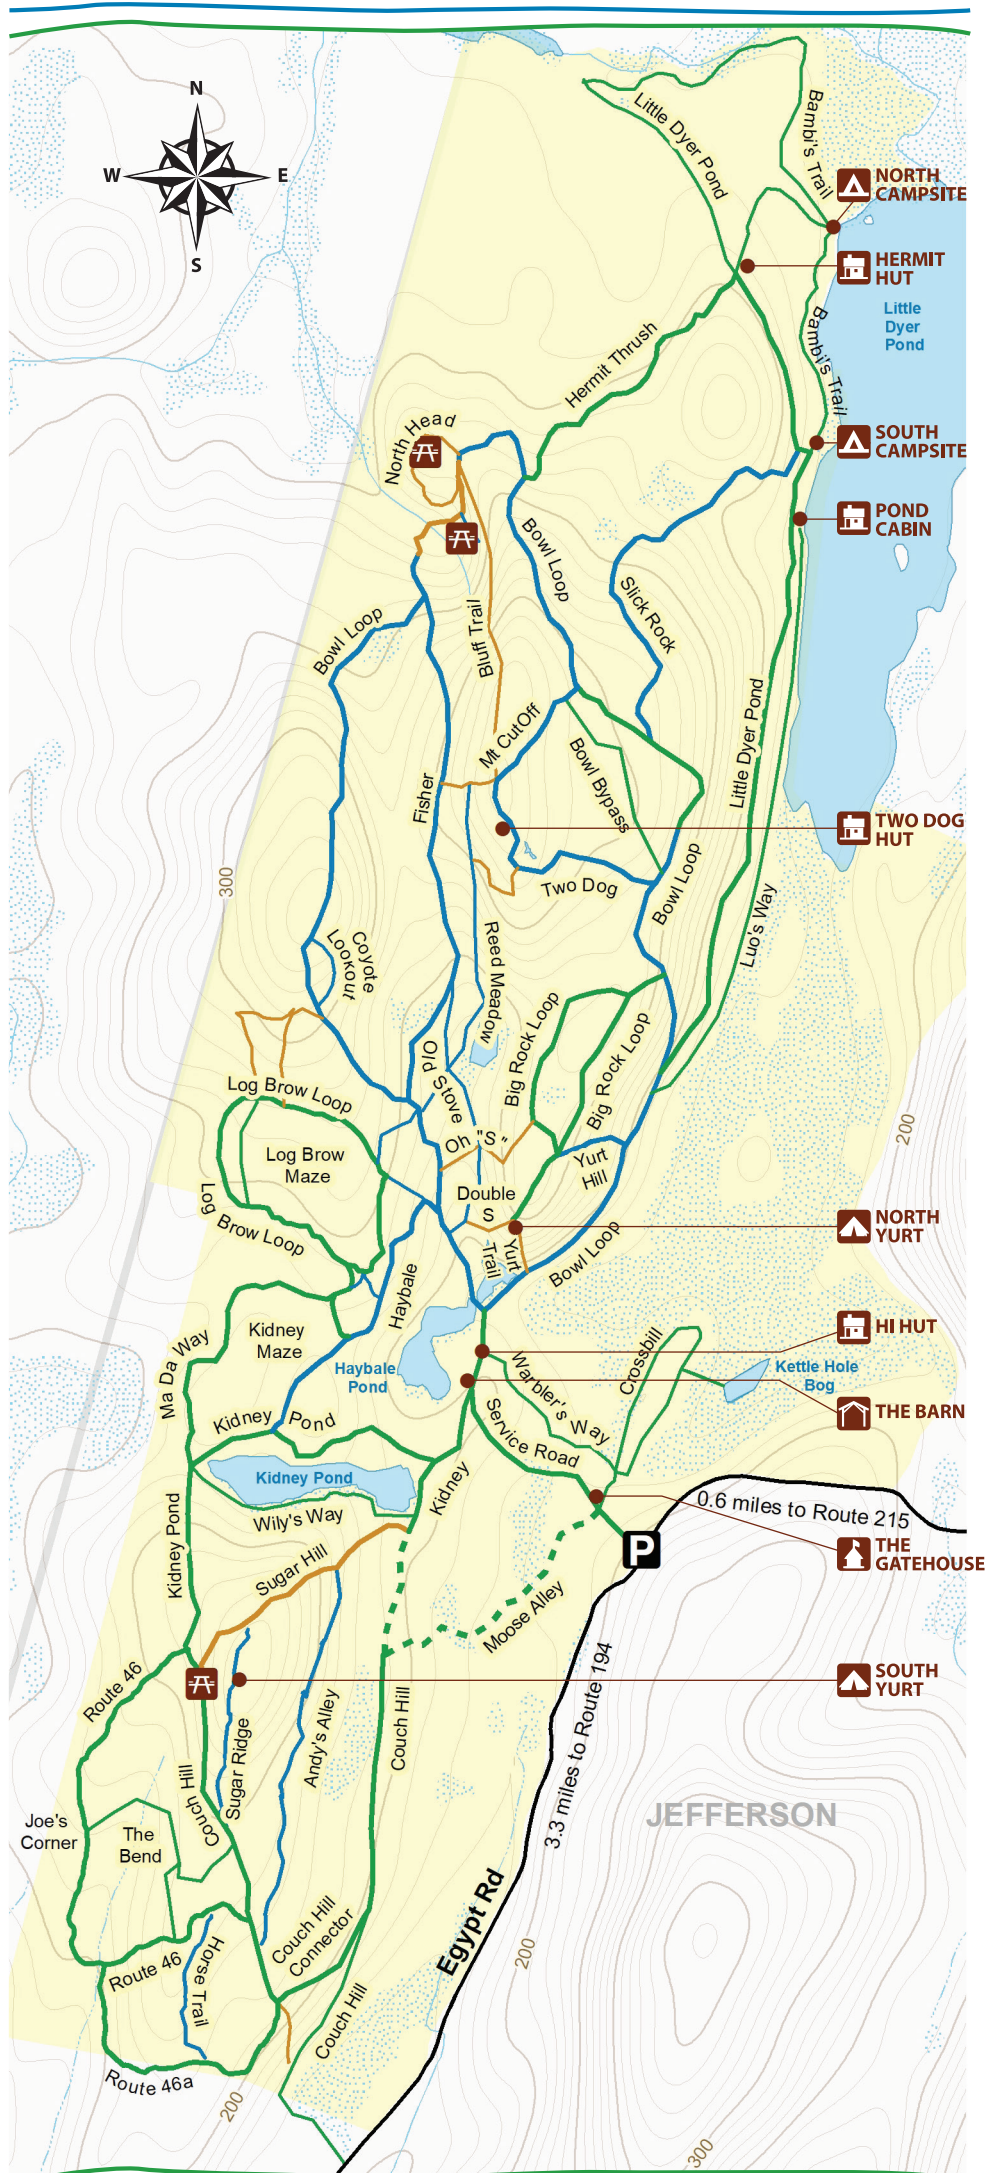 N
W
E
S
Little Dyer Pond
Bambi's Trail
NORTH
CAMPSITE
HERMIT
HUT
Little
Dyer
Pond
Bambi's Trail
Hermit Thrush
North Head
SOUTH
CAMPSITE
POND
CABIN
Bowl Loop
Slick Rock
Bowl Loop
Bluff Trail
Mt CutOff
Little Dyer Pond
Fisher
Bowl Bypass
TWO DOG
HUT
300
Two Dog
Bowl Loop
Luo's Way
Coyote
Lookout
Reed Meadow
Big Rock Loop
Big Rock Loop
Old Stove
Log Brow Loop
200
Oh "S"
Log Brow
Maze
Yurt
Hill
Double
S
Log Brow Loop
NORTH
YURT
Yurt
Trail
Bowl Loop
Haybale
Kidney
Maze
HI HUT
Ma Da Way
Haybale
Pond
Warbler's Way
Crossbill
Kettle Hole
Bog
THE BARN
Kidney Pond
Service Road
Kidney Pond
Kidney
0.6 miles to Route 215
Wily's Way
P
THE
GATEHOUSE
Kidney Pond
Sugar Hill
Moose Alley
SOUTH
YURT
Route 46
3.3 miles to Route 194
Couch Hill
Andy's Alley
Sugar Ridge
Couch Hill
JEFFERSON
Joe's
Corner
The
Bend
Egypt Rd
Couch Hill
Connector
200
Route 46
Horse Trail
Couch Hill
Route 46a
200
300